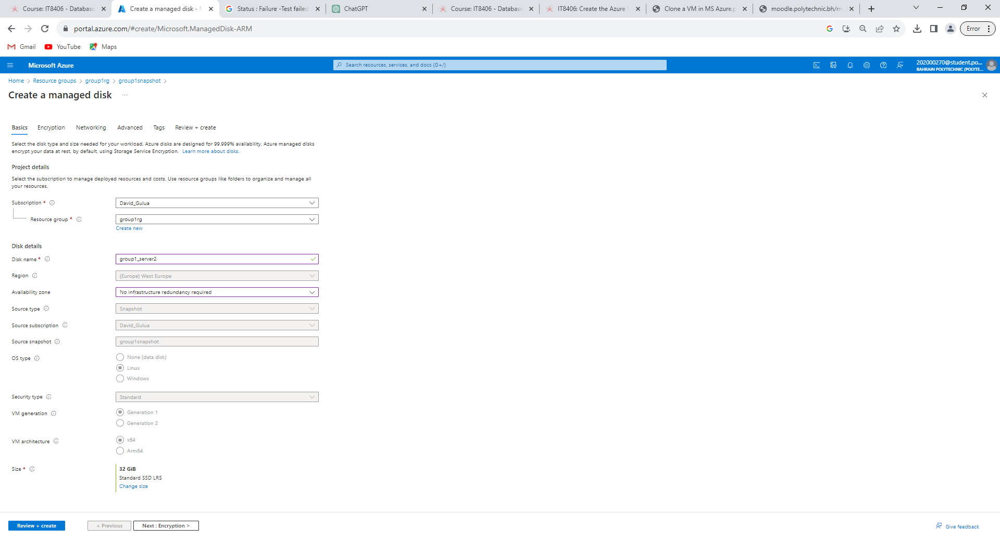 Course: IT8406 - Database
Create a managed disk - M
Status : Failure -Test failed
ChatGPT
Course: IT8406 - Database
IT8406: Create the Azure V
Clone a VM in MS Azure.p
moodle.polytechnic.bh/m
portal.azure.com/#create/Microsoft.ManagedDisk-ARM
Error
Gmail
YouTube
Maps
Microsoft Azure
Search resources, services, and docs (G+/)
202000270@student.po...
BAHRAIN POLYTECHNIC (POLYTE...
Home > Resource groups > group1rg > group1snapshot >
Create a managed disk ...
Basics Encryption Networking Advanced Tags Review + create
Select the disk type and size needed for your workload. Azure disks are designed for 99.999% availability. Azure managed disks
encrypt your data at rest, by default, using Storage Service Encryption. Learn more about disks.
Project details
Select the subscription to manage deployed resources and costs. Use resource groups like folders to organize and manage all
your resources.
Subscription * David_Gulua
Resource group * group1rg
Create new
Disk details
Disk name * group1_server2
Region (Europe) West Europe
Availability zone No infrastructure redundancy required
Source type Snapshot
Source subscription David_Gulua
Source snapshot group1snapshot
OS type None (data disk)
Linux
Windows
Security type Standard
VM generation Generation 1
Generation 2
VM architecture x64
Arm64
Size * 32 GiB
Standard SSD LRS
Change size
Review + create < Previous Next : Encryption >
Give feedback